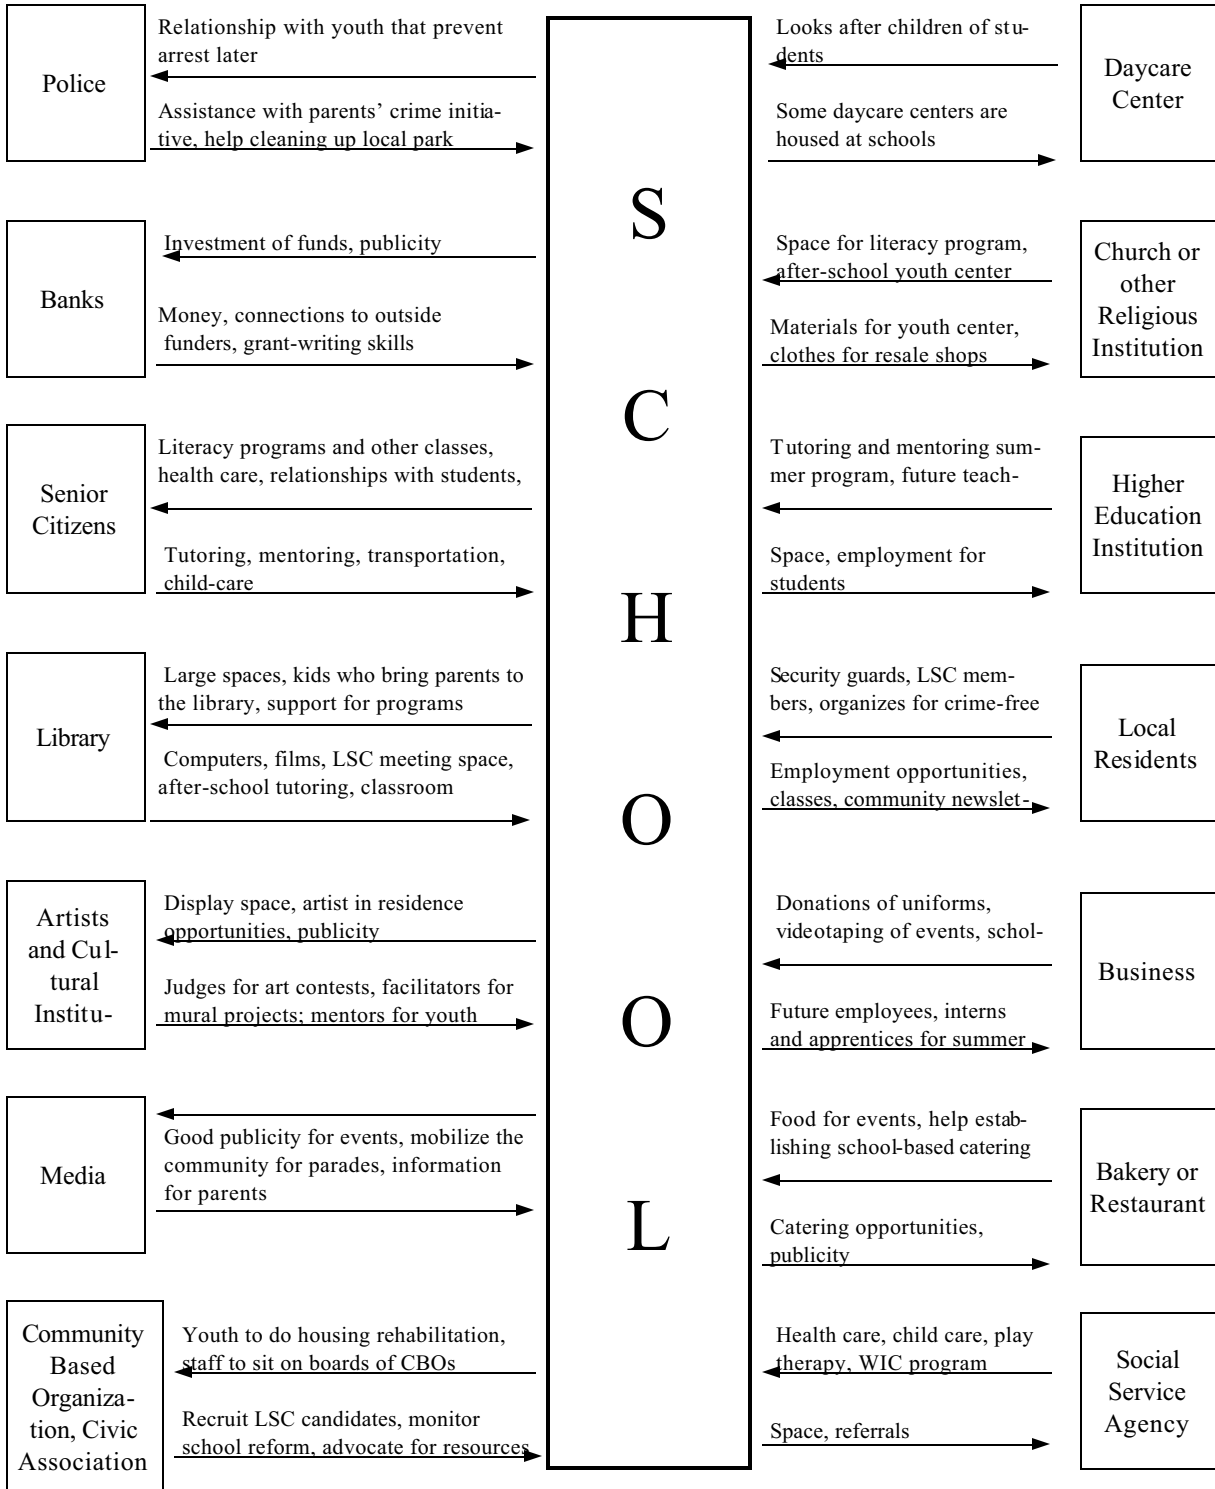 Police
Relationship with youth that prevent
arrest later
Assistance with parents’ crime initia-
tive, help cleaning up local park
Banks
Investment of funds, publicity
Money, connections to outside
funders, grant-writing skills
Senior
Citizens
Literacy programs and other classes,
health care, relationships with students,
Tutoring, mentoring, transportation,
child-care
Library
Large spaces, kids who bring parents to
the library, support for programs
Computers, films, LSC meeting space,
after-school tutoring, classroom
Artists
and Cul-
tural
Institu-
Display space, artist in residence
opportunities, publicity
Judges for art contests, facilitators for
mural projects; mentors for youth
Media
Good publicity for events, mobilize the
community for parades, information
for parents
Community
Based
Organiza-
tion, Civic
Association
Youth to do housing rehabilitation,
staff to sit on boards of CBOs
Recruit LSC candidates, monitor
school reform, advocate for resources
S
C
H
O
O
L
Looks after children of stu-
dents
Some daycare centers are
housed at schools
Daycare
Center
Space for literacy program,
after-school youth center
Materials for youth center,
clothes for resale shops
Church or
other
Religious
Institution
Tutoring and mentoring sum-
mer program, future teach-
Space, employment for
students
Higher
Education
Institution
Security guards, LSC mem-
bers, organizes for crime-free
Employment opportunities,
classes, community newslet-
Local
Residents
Donations of uniforms,
videotaping of events, schol-
Future employees, interns
and apprentices for summer
Business
Food for events, help estab-
lishing school-based catering
Catering opportunities,
publicity
Bakery or
Restaurant
Health care, child care, play
therapy, WIC program
Space, referrals
Social
Service
Agency